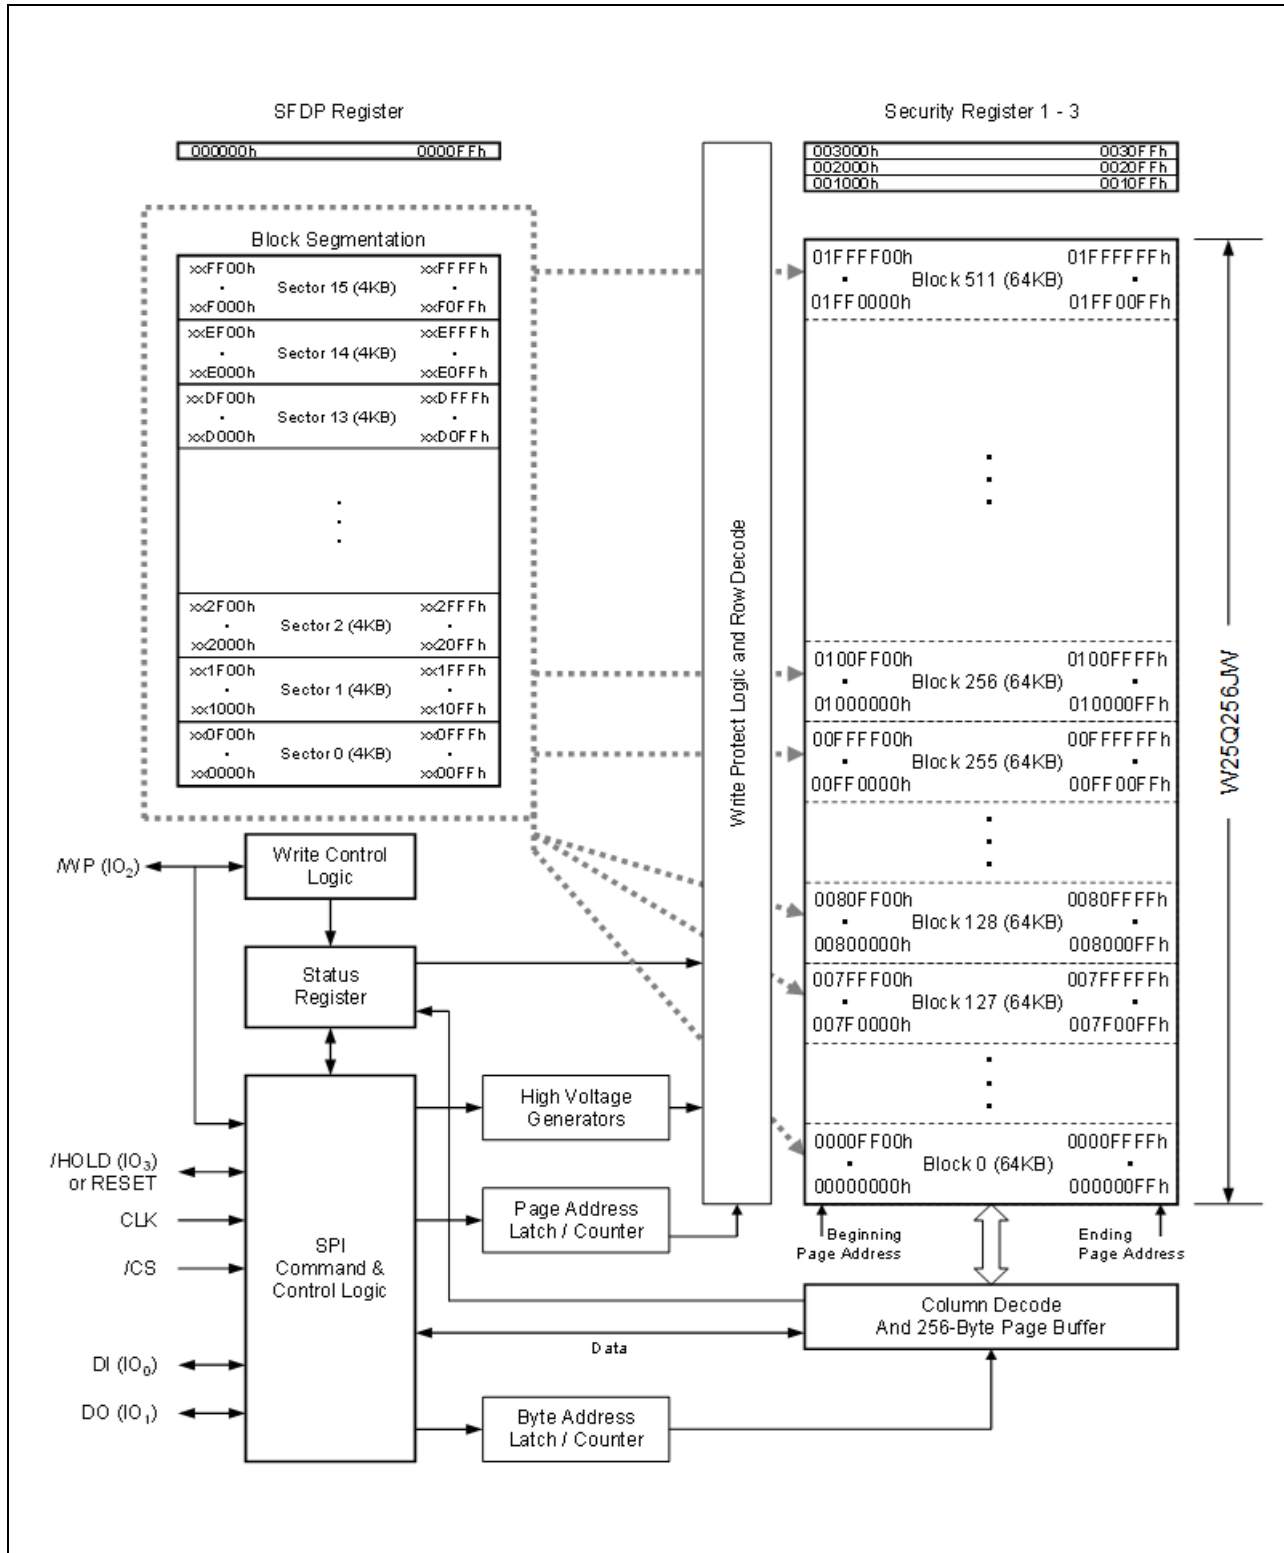 SFDP Register
000000h 0000FFh
Security Register 1 - 3
003000h 0030FFh
002000h 0020FFh
001000h 0010FFh
Block Segmentation
xxFF00h xxFFFFh
Sector 15 (4KB)
xxF000h xxF0FFh
xxEF00h xxEFFFh
Sector 14 (4KB)
xxE000h xxE0FFh
xxDF00h xxDFFFh
Sector 13 (4KB)
xxD000h xxD0FFh
xx2F00h xx2FFFh
Sector 2 (4KB)
xx2000h xx20FFh
xx1F00h xx1FFFh
Sector 1 (4KB)
xx1000h xx10FFh
xx0F00h xx0FFFh
Sector 0 (4KB)
xx0000h xx00FFh
Write Protect Logic and Row Decode
01FFFF00h 01FFFFFFh
Block 511 (64KB)
01FF0000h 01FF00FFh
0100FF00h 0100FFFFh
Block 256 (64KB)
01000000h 010000FFh
00FFFF00h 00FFFFFFh
Block 255 (64KB)
00FF0000h 00FF00FFh
0080FF00h 0080FFFFh
Block 128 (64KB)
00800000h 008000FFh
007FFF00h 007FFFFFh
Block 127 (64KB)
007F0000h 007F00FFh
0000FF00h 0000FFFFh
Block 0 (64KB)
00000000h 000000FFh
W25Q256JW
Beginning
Page Address
Ending
Page Address
/WP (IO2)
Write Control
Logic
Status
Register
High Voltage
Generators
/HOLD (IO3)
or RESET
CLK
/CS
DI (IO0)
DO (IO1)
SPI
Command &
Control Logic
Page Address
Latch / Counter
Column Decode
And 256-Byte Page Buffer
Data
Byte Address
Latch / Counter